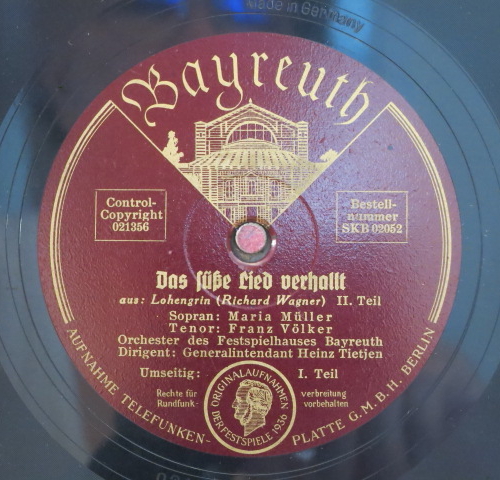 Made in Germany
Bayreuth
Control-
Copyright
021356
Bestell-
nummer
SKB 02052
Das süße Lied verhallt
aus: Lohengrin (Richard Wagner) II. Teil
Sopran: Maria Müller
Tenor: Franz Völker
Orchester des Festspielhauses Bayreuth
Dirigent: Generalintendant Heinz Tietjen
Umseitig: I. Teil
Rechte für Rundfunk-
verbreitung vorbehalten
ORIGINALAUFNAHMEN
DER FESTSPIELE 1936
AUFNAHME TELEFUNKEN-PLATTE G.M.B.H. BERLIN